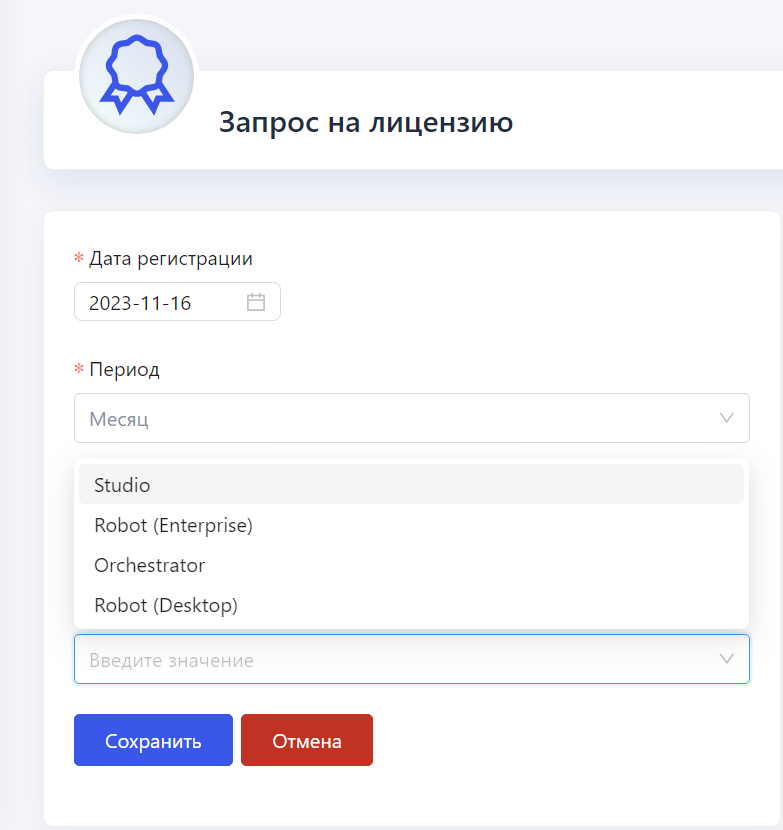 Запрос на лицензию
* Дата регистрации
2023-11-16
* Период
Месяц
Studio
Robot (Enterprise)
Orchestrator
Robot (Desktop)
Введите значение
Сохранить
Отмена